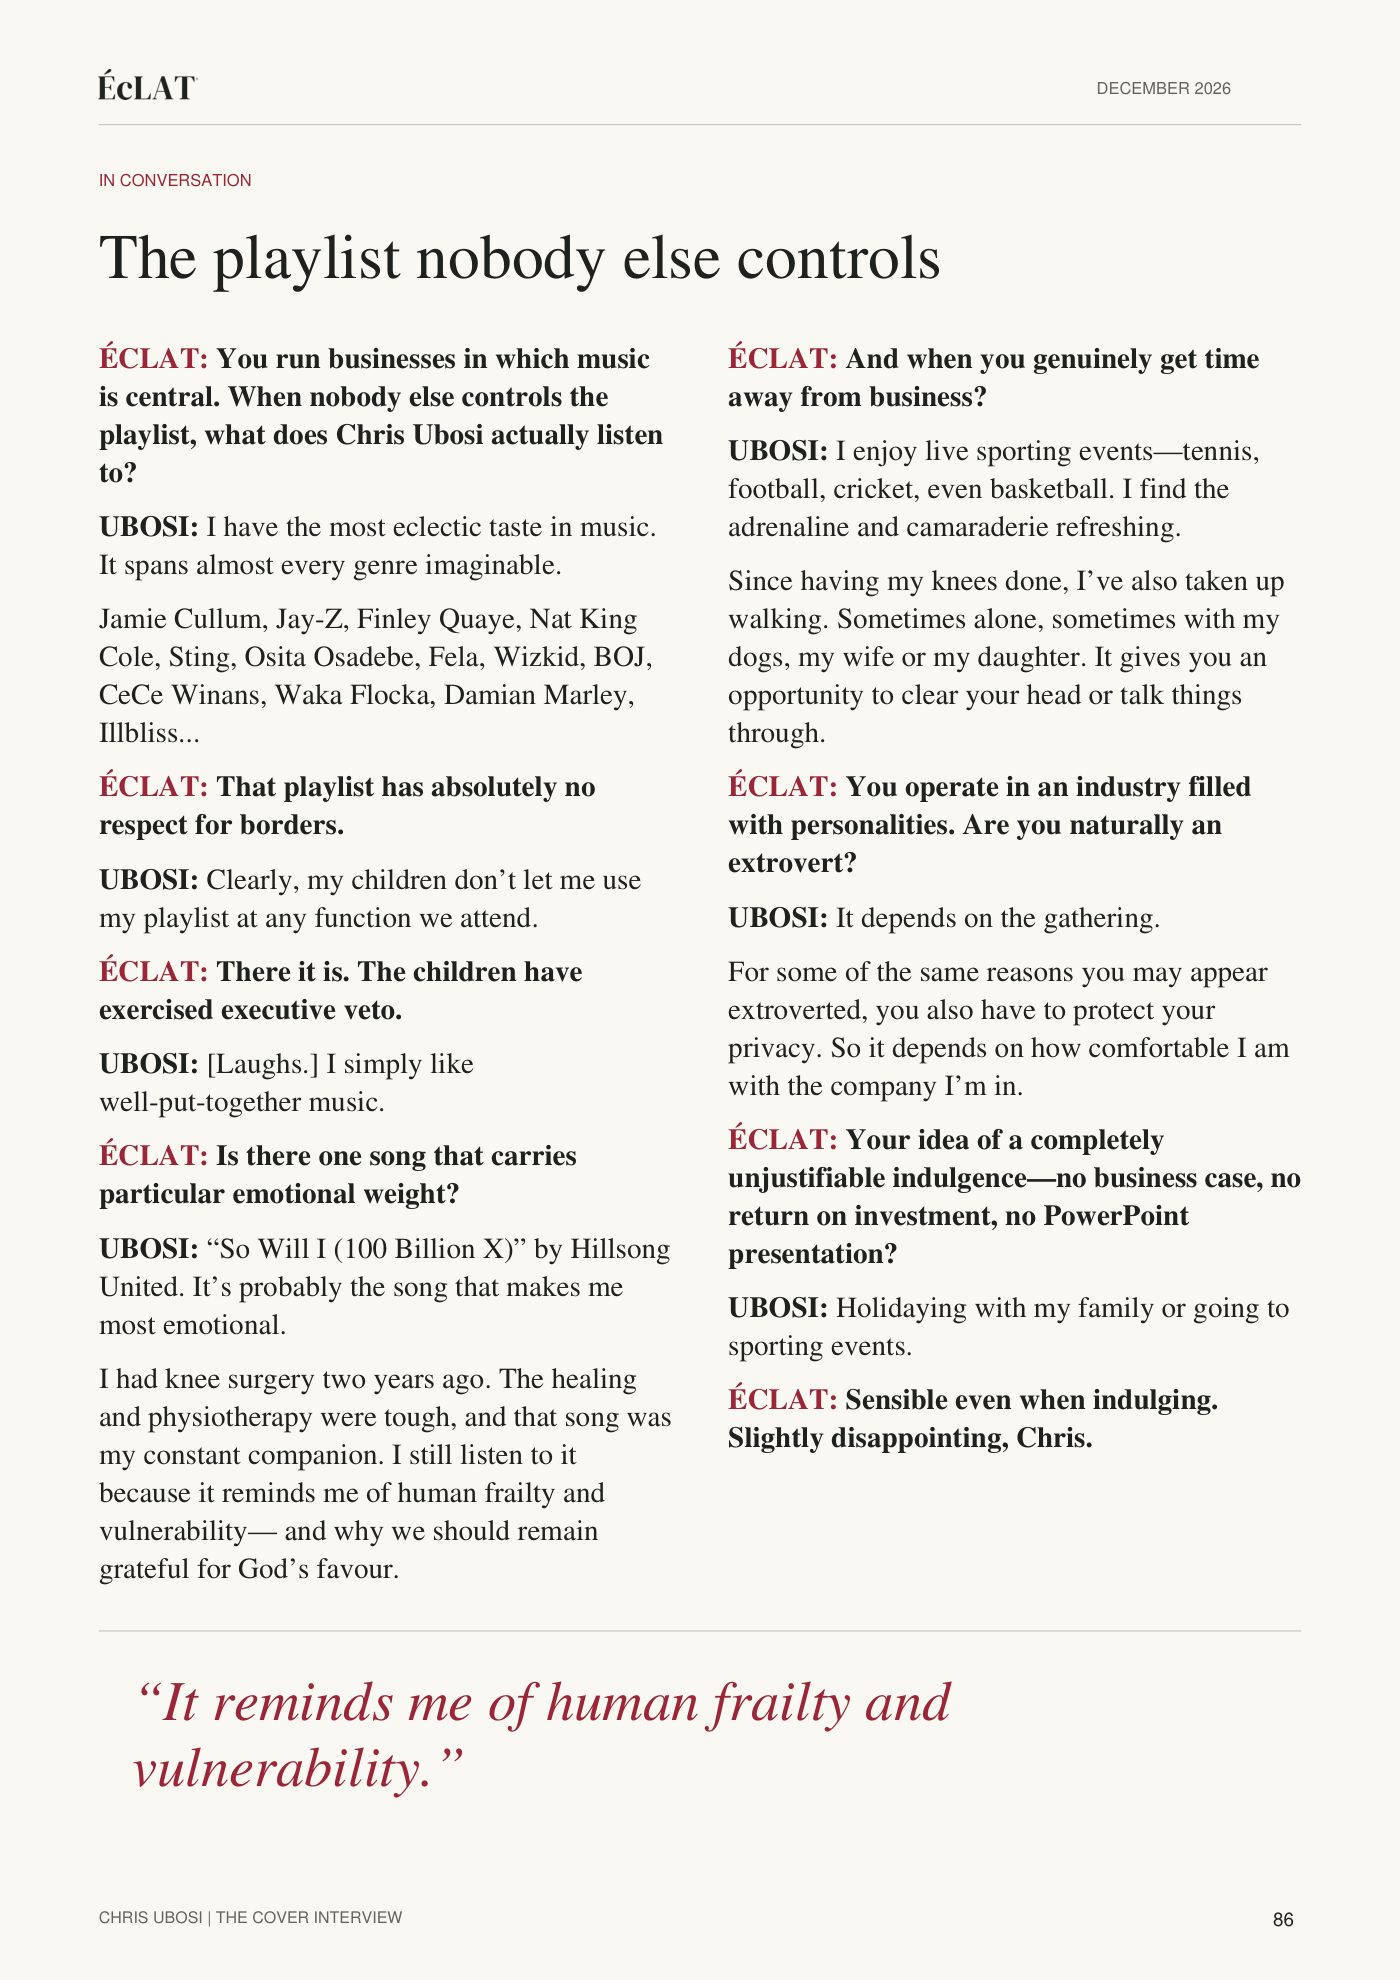 ÉcLAT
DECEMBER 2026
IN CONVERSATION
The playlist nobody else controls
ÉCLAT: You run businesses in which music
is central. When nobody else controls the
playlist, what does Chris Ubosi actually listen
to?
UBOSI: I have the most eclectic taste in music.
It spans almost every genre imaginable.
Jamie Cullum, Jay-Z, Finley Quaye, Nat King
Cole, Sting, Osita Osadebe, Fela, Wizkid, BOJ,
CeCe Winans, Waka Flocka, Damian Marley,
Illbliss...
ÉCLAT: That playlist has absolutely no
respect for borders.
UBOSI: Clearly, my children don’t let me use
my playlist at any function we attend.
ÉCLAT: There it is. The children have
exercised executive veto.
UBOSI: [Laughs.] I simply like
well-put-together music.
ÉCLAT: Is there one song that carries
particular emotional weight?
UBOSI: “So Will I (100 Billion X)” by Hillsong
United. It’s probably the song that makes me
most emotional.
I had knee surgery two years ago. The healing
and physiotherapy were tough, and that song was
my constant companion. I still listen to it
because it reminds me of human frailty and
vulnerability— and why we should remain
grateful for God’s favour.
ÉCLAT: And when you genuinely get time
away from business?
UBOSI: I enjoy live sporting events—tennis,
football, cricket, even basketball. I find the
adrenaline and camaraderie refreshing.
Since having my knees done, I’ve also taken up
walking. Sometimes alone, sometimes with my
dogs, my wife or my daughter. It gives you an
opportunity to clear your head or talk things
through.
ÉCLAT: You operate in an industry filled
with personalities. Are you naturally an
extrovert?
UBOSI: It depends on the gathering.
For some of the same reasons you may appear
extroverted, you also have to protect your
privacy. So it depends on how comfortable I am
with the company I’m in.
ÉCLAT: Your idea of a completely
unjustifiable indulgence—no business case, no
return on investment, no PowerPoint
presentation?
UBOSI: Holidaying with my family or going to
sporting events.
ÉCLAT: Sensible even when indulging.
Slightly disappointing, Chris.
“It reminds me of human frailty and
vulnerability.”
CHRIS UBOSI | THE COVER INTERVIEW
86